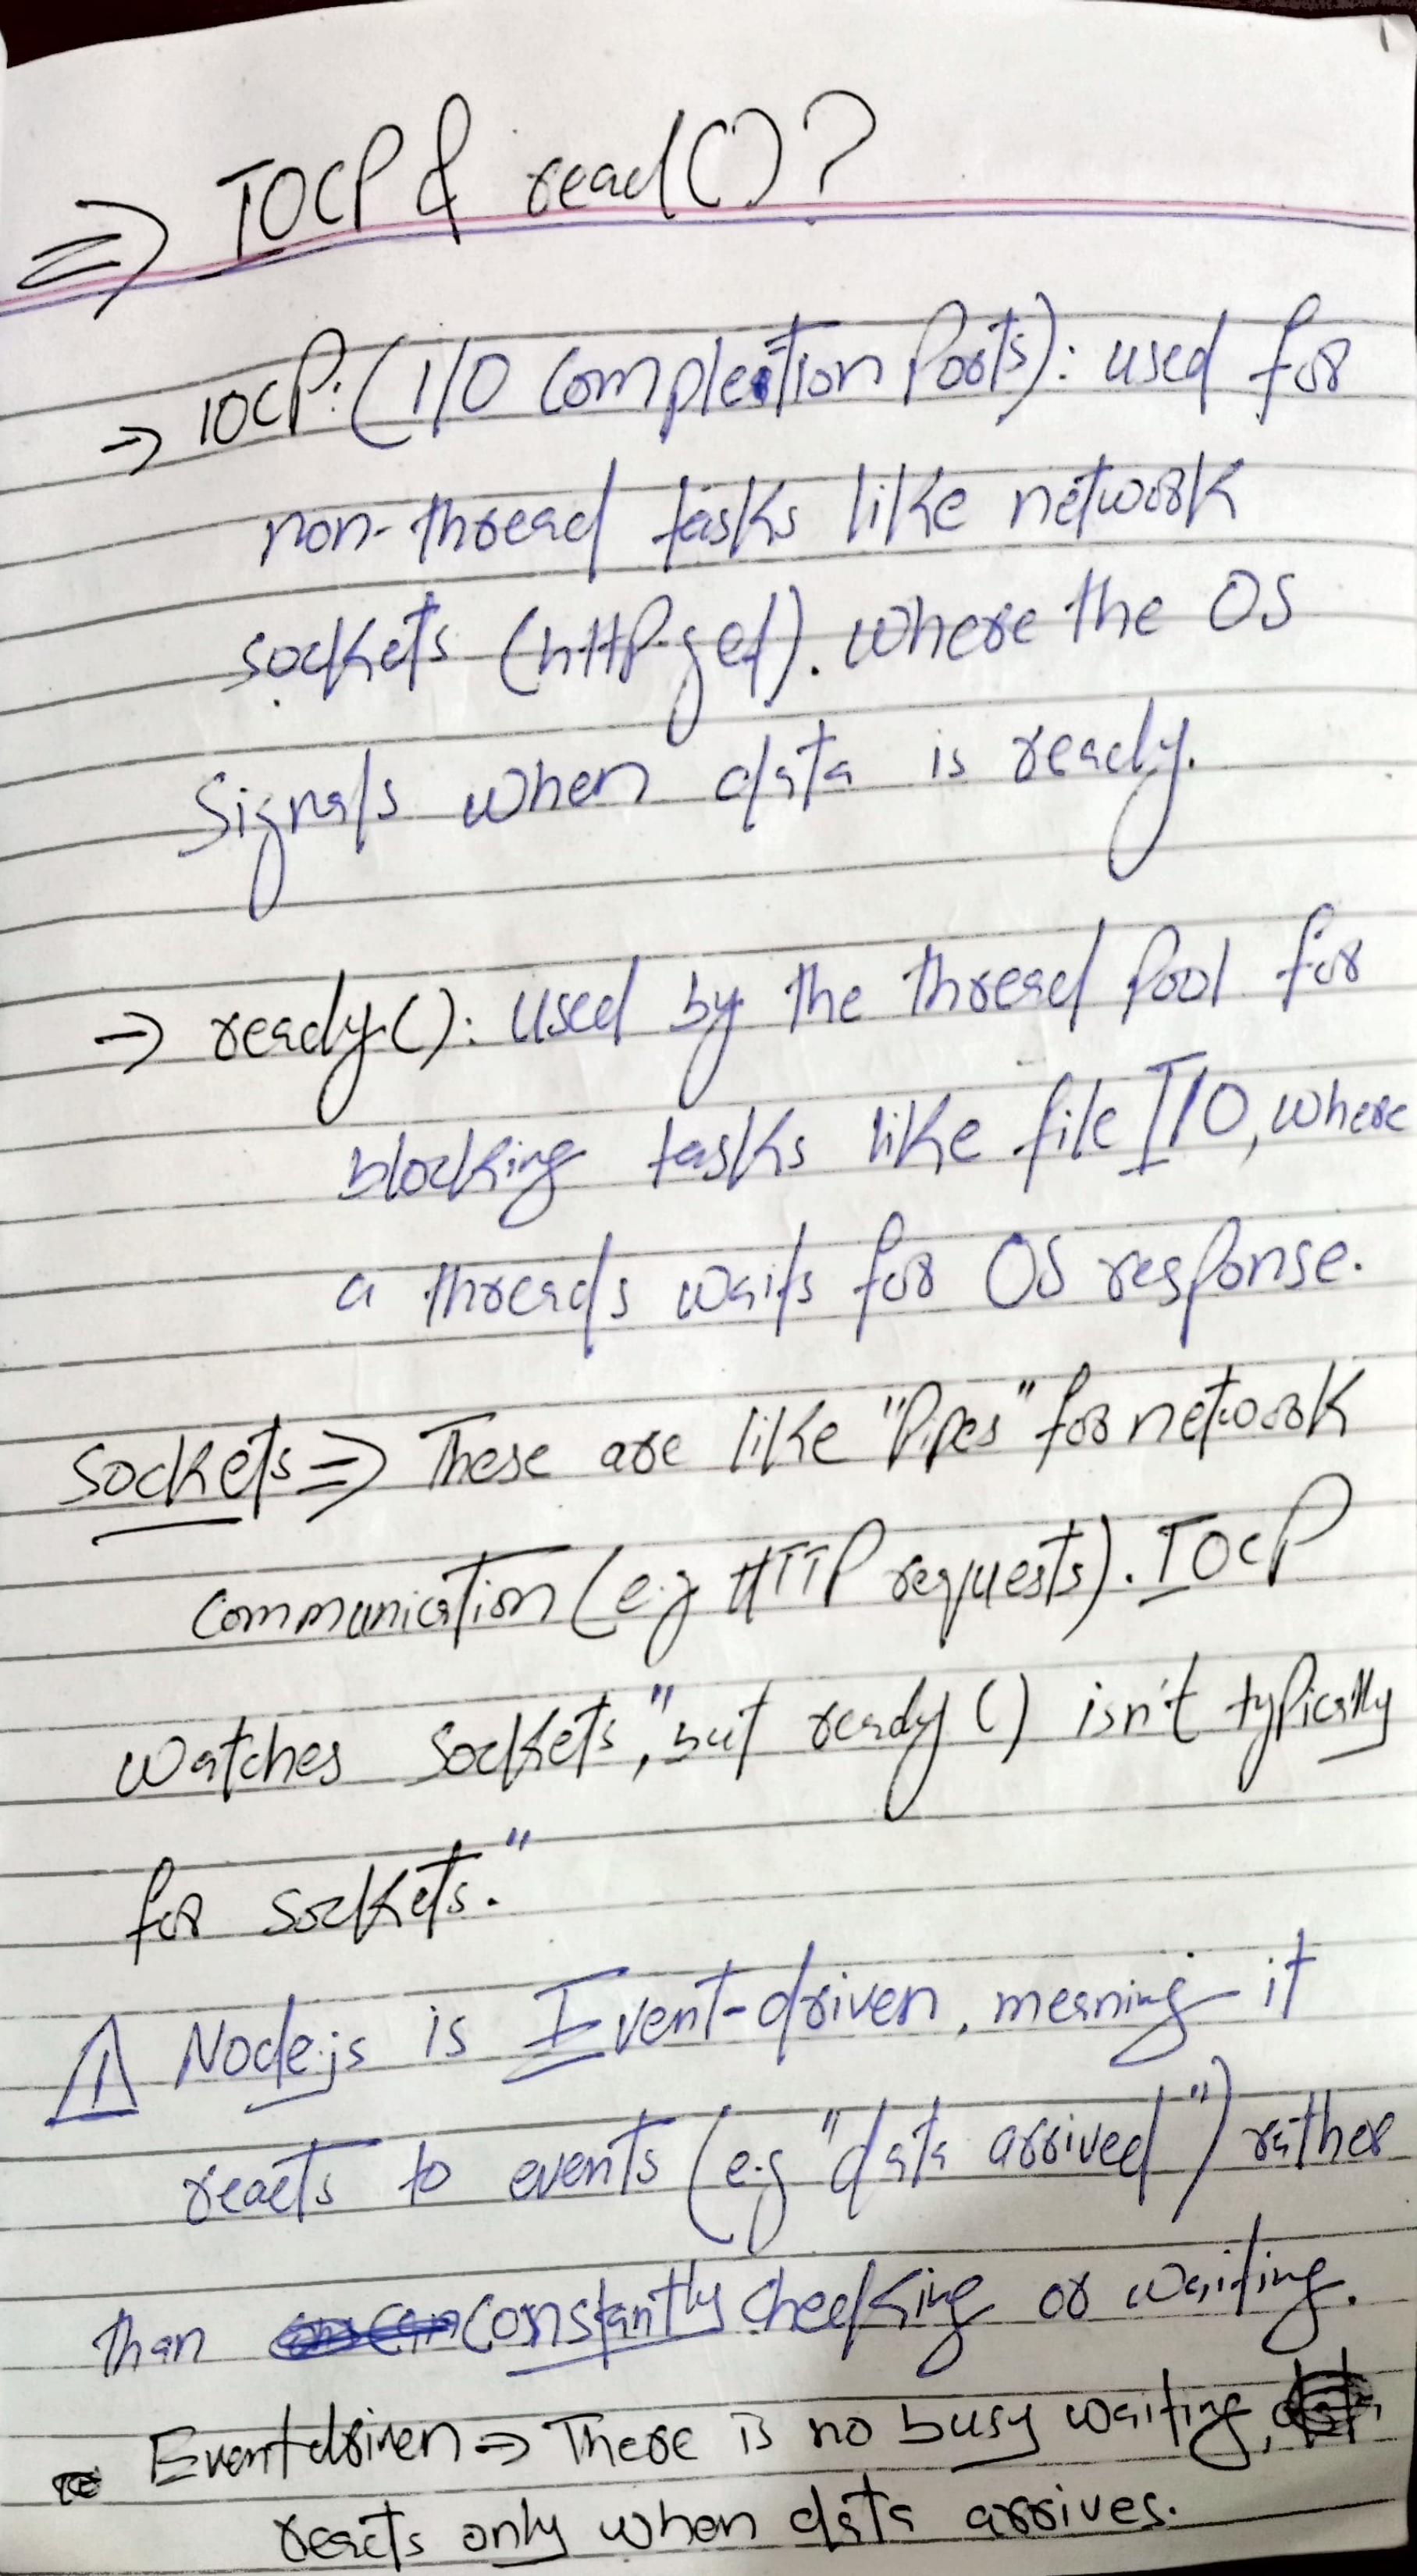 ⇒ IOCP & read()?
→ IOCP: (I/O Completion Ports): used for
non-thread tasks like network
sockets (http.get). where the OS
Signals when data is ready.
→ ready(): used by the thread Pool for
blocking tasks like file I/O, where
a threads waits for OS response.
Sockets ⇒ These are like "Pipes" for network
communication (e.g HTTP requests). IOCP
watches sockets, "but ready() isn't typically
for sockets."
⚠ Node.js is Event-driven, meaning it
reacts to events (e.g "data arrived") rather
than constantly checking or waiting.
Event driven → There is no busy waiting,
reacts only when data arrives.